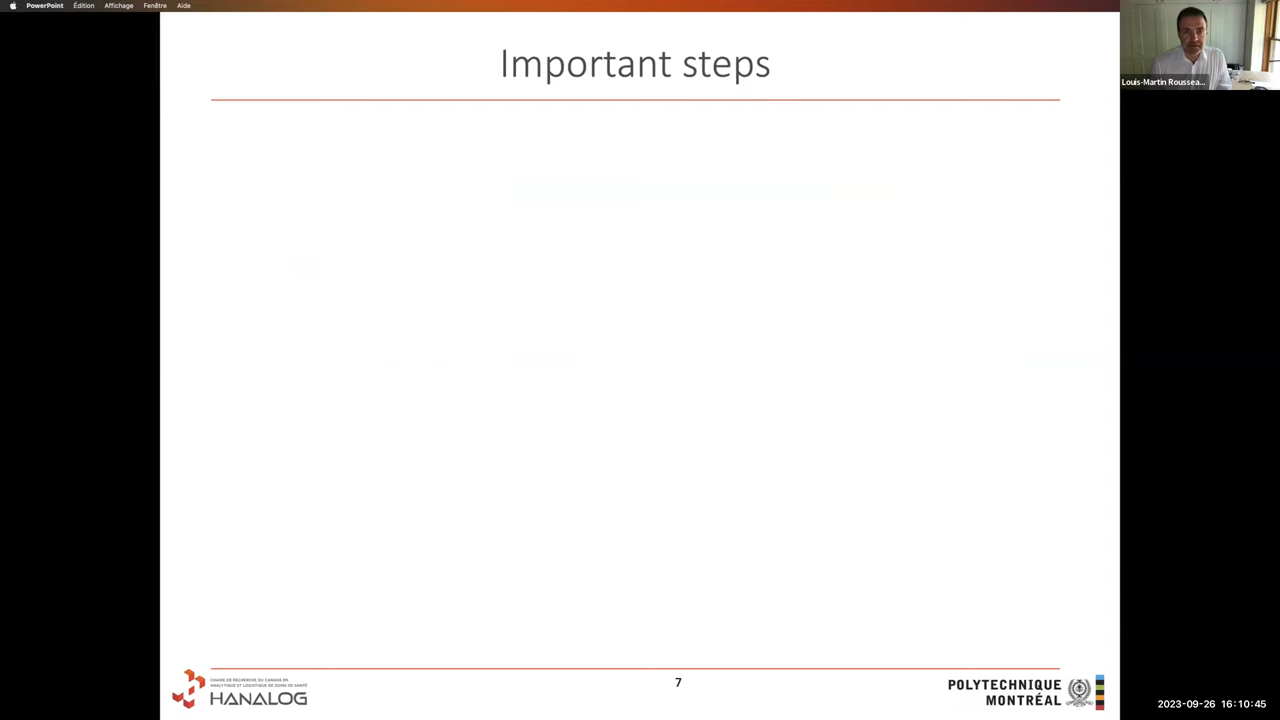 PowerPoint Édition Affichage Fenêtre Aide
Important steps
Louis-Martin Roussea...
CHAIRE DE RECHERCHE DU CANADA EN
ANALYTIQUE ET LOGISTIQUE DE SOINS DE SANTÉ
HANALOG
7
POLYTECHNIQUE
MONTRÉAL
2023-09-26 16:10:45